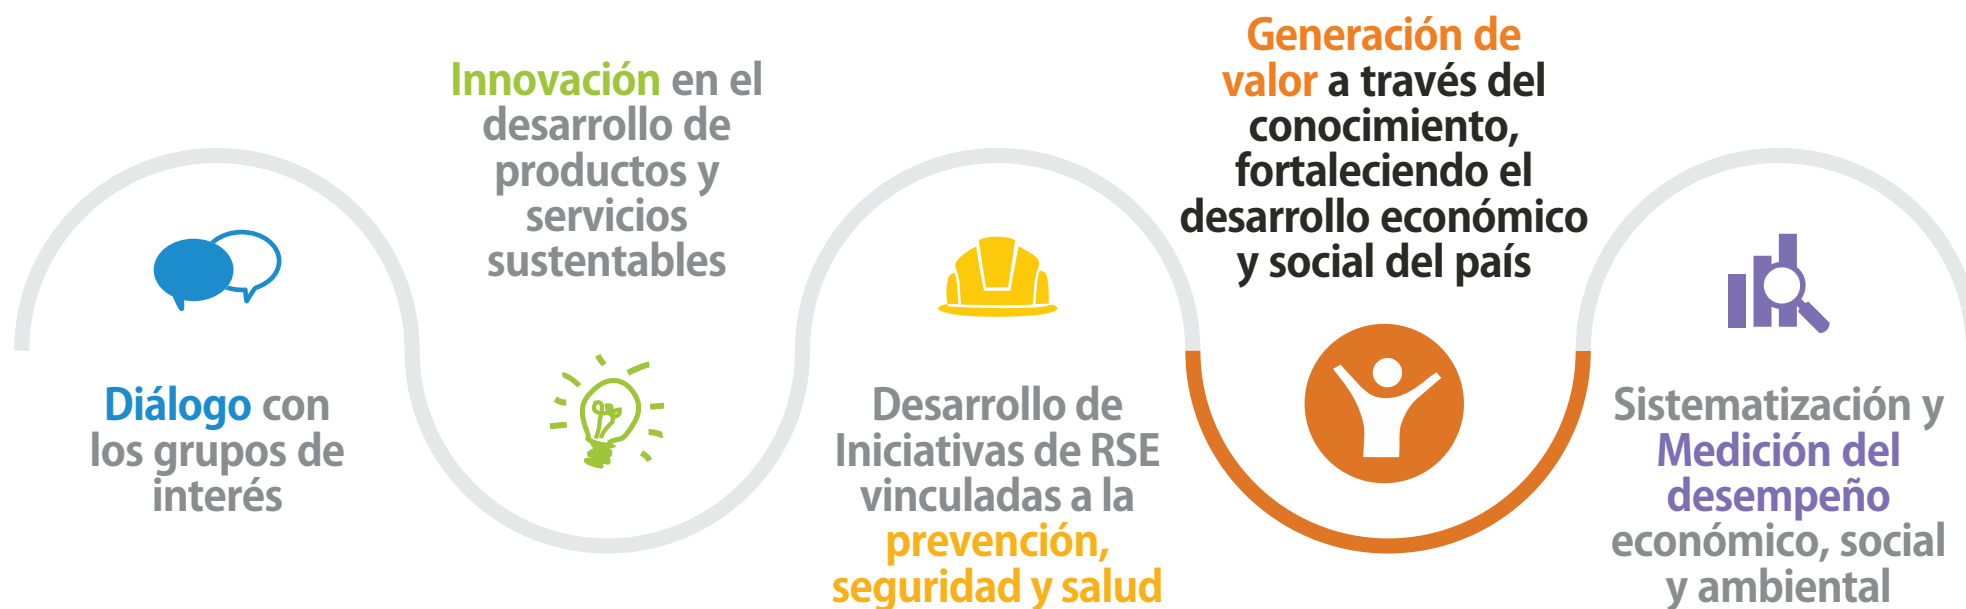 Diálogo con
los grupos de
interés
Innovación en el
desarrollo de
productos y
servicios
sustentables
Desarrollo de
Iniciativas de RSE
vinculadas a la
prevención,
seguridad y salud
Generación de
valor a través del
conocimiento,
fortaleciendo el
desarrollo económico
y social del país
Sistematización y
Medición del
desempeño
económico, social
y ambiental